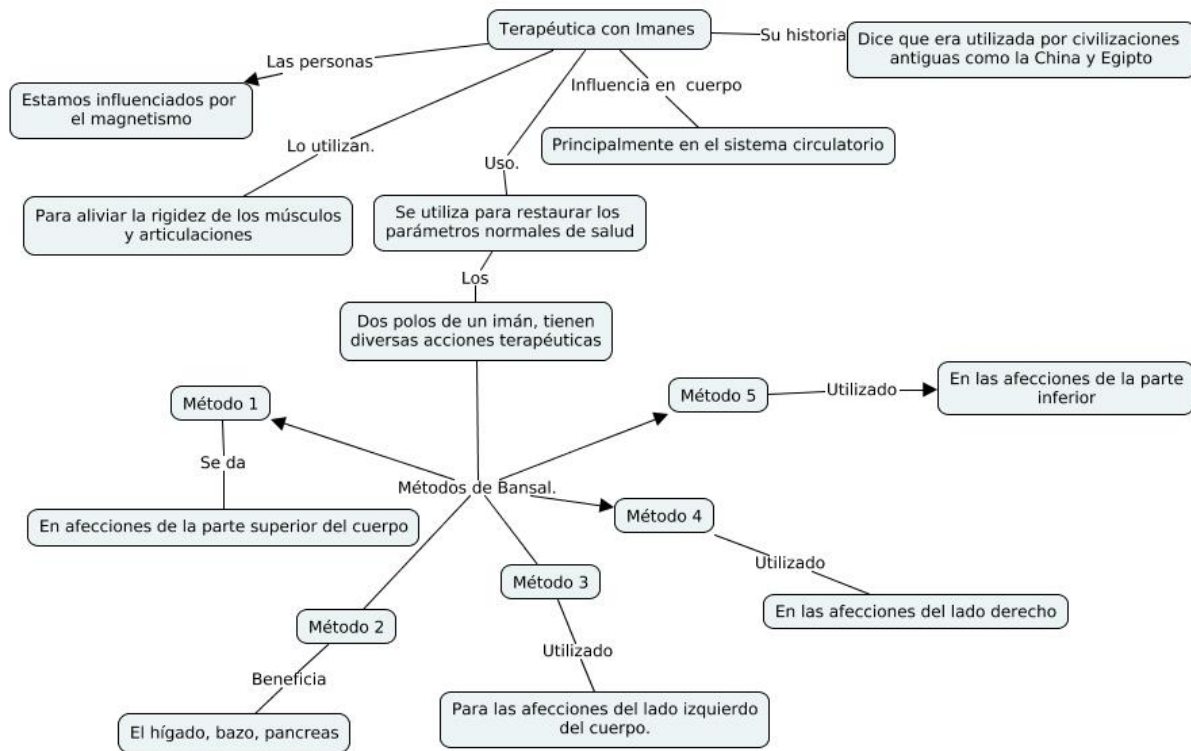 Terapéutica con Imanes
Su historia
Dice que era utilizada por civilizaciones
antiguas como la China y Egipto
Las personas
Estamos influenciados por
el magnetismo
Influencia en cuerpo
Principalmente en el sistema circulatorio
Lo utilizan.
Para aliviar la rigidez de los músculos
y articulaciones
Uso.
Se utiliza para restaurar los
parámetros normales de salud
Los
Dos polos de un imán, tienen
diversas acciones terapéuticas
Métodos de Bansal.
Método 1
Se da
En afecciones de la parte superior del cuerpo
Método 2
Beneficia
El hígado, bazo, pancreas
Método 3
Utilizado
Para las afecciones del lado izquierdo
del cuerpo.
Método 4
Utilizado
En las afecciones del lado derecho
Método 5
Utilizado
En las afecciones de la parte
inferior